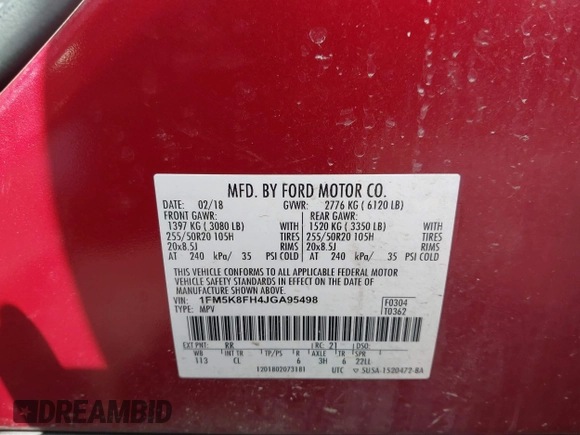 MFD. BY FORD MOTOR CO.
DATE: 02/18 GVWR: 2776 KG ( 6120 LB)
FRONT GAWR: REAR GAWR:
1397 KG ( 3080 LB) WITH 1520 KG ( 3350 LB) WITH
255/50R20 105H TIRES 255/50R20 105H TIRES
20x8.5J RIMS 20x8.5J RIMS
AT 240 kPa/ 35 PSI COLD AT 240 kPa/ 35 PSI COLD
THIS VEHICLE CONFORMS TO ALL APPLICABLE FEDERAL MOTOR
VEHICLE SAFETY STANDARDS IN EFFECT ON THE DATE OF
MANUFACTURE SHOWN ABOVE.
VIN: 1FM5K8FH4JGA95498 F0304
TYPE: MPV T0362
EXT PNT: RR RC: 21 DSO:
WB INT TR TP/PS R AXLE TR SPR
113 CL 6 3H 6 22LL
1201802073181 UTC ▽ 5U5A-1520472-BA
DREAMBID